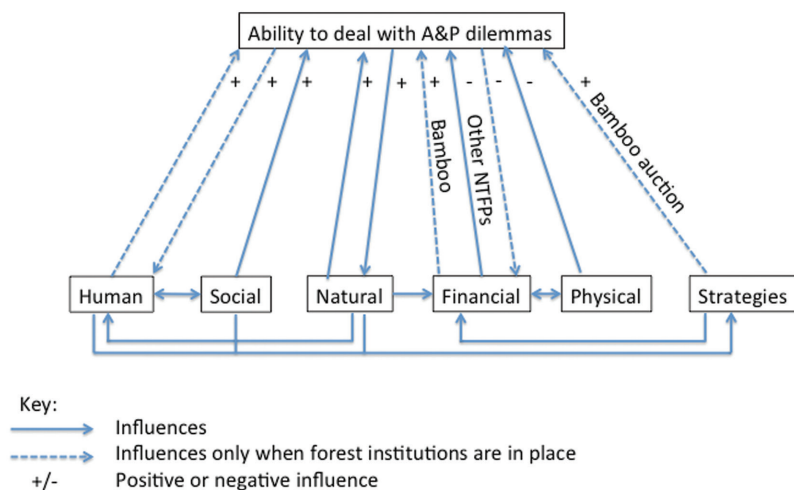 Ability to deal with A&P dilemmas
+ + + + + + - - - +
Bamboo
Other NTFPs
Bamboo auction
Human
Social
Natural
Financial
Physical
Strategies
Key:
Influences
Influences only when forest institutions are in place
+/- Positive or negative influence